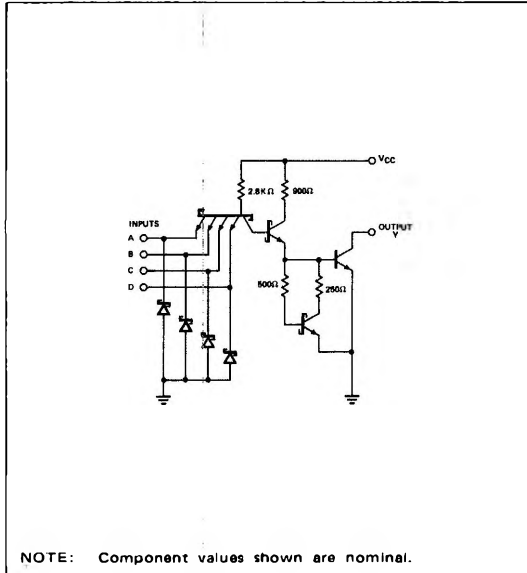 VCC
2.8KΩ 900Ω
INPUTS
A
B
C
D
OUTPUT
Y
500Ω 250Ω
NOTE: Component values shown are nominal.